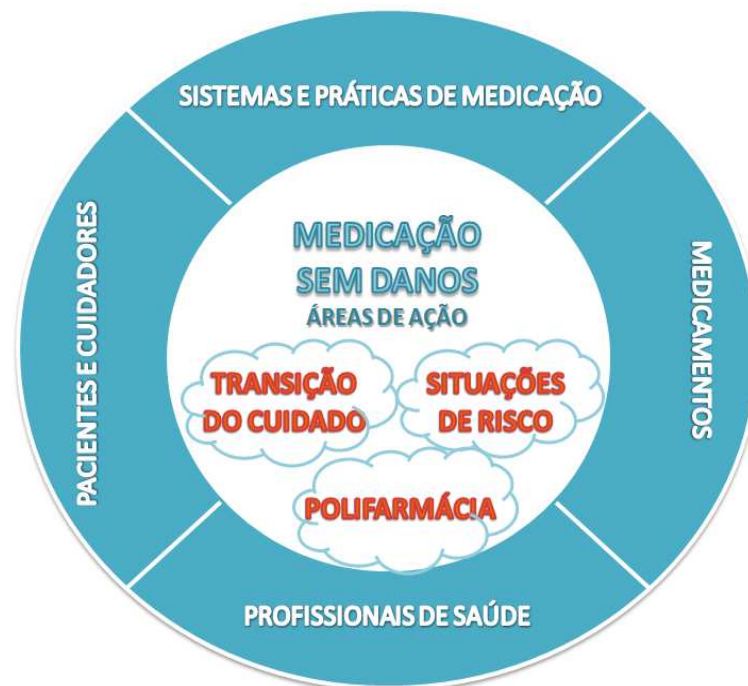 SISTEMAS E PRÁTICAS DE MEDICAÇÃO
PACIENTES E CUIDADORES
MEDICAMENTOS
MEDICAÇÃO
SEM DANOS
ÁREAS DE AÇÃO
TRANSIÇÃO
DO CUIDADO
SITUAÇÕES
DE RISCO
POLIFARMÁCIA
PROFISSIONAIS DE SAÚDE